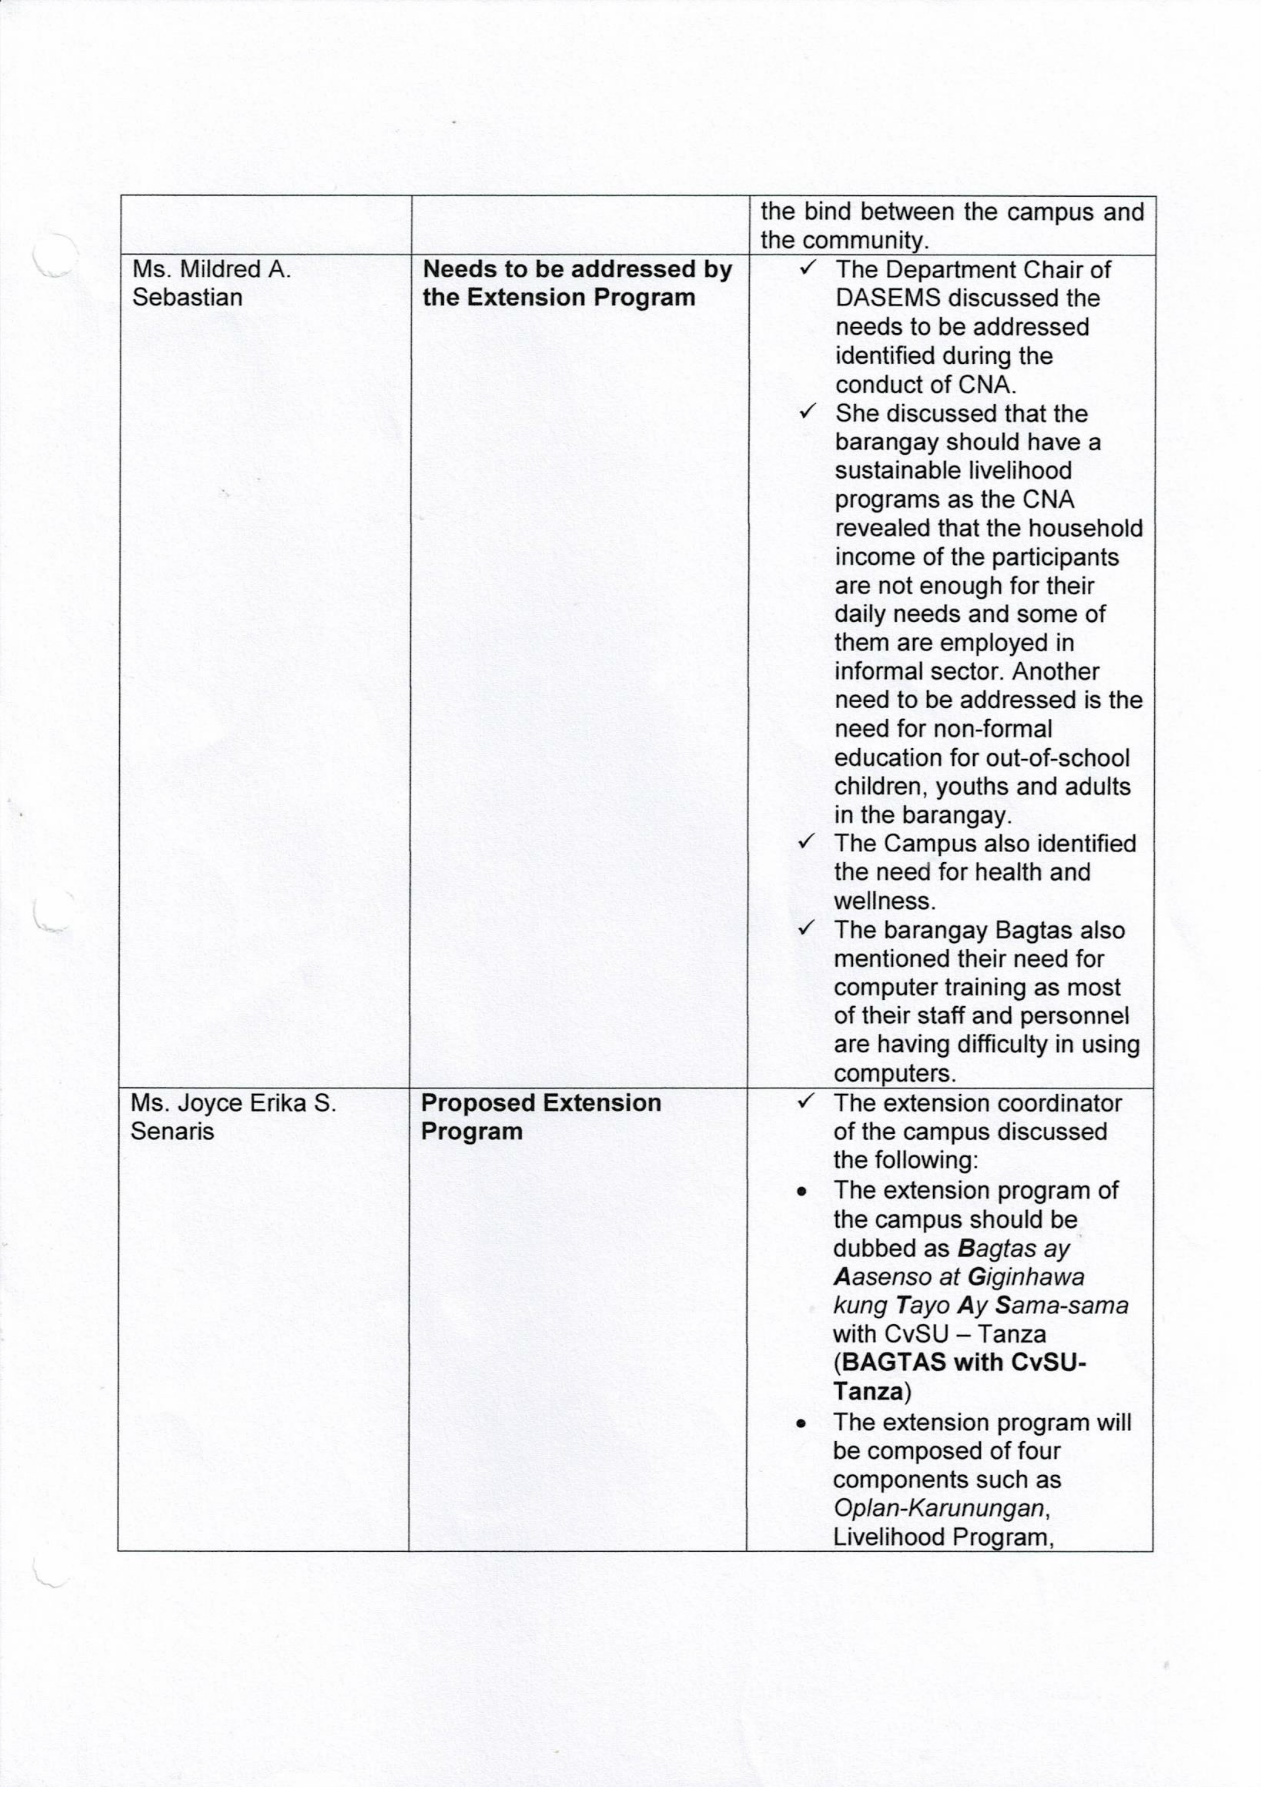 the bind between the campus and
the community.
Ms. Mildred A.
Sebastian
Needs to be addressed by
the Extension Program
✓ The Department Chair of
DASEMS discussed the
needs to be addressed
identified during the
conduct of CNA.
✓ She discussed that the
barangay should have a
sustainable livelihood
programs as the CNA
revealed that the household
income of the participants
are not enough for their
daily needs and some of
them are employed in
informal sector. Another
need to be addressed is the
need for non-formal
education for out-of-school
children, youths and adults
in the barangay.
✓ The Campus also identified
the need for health and
wellness.
✓ The barangay Bagtas also
mentioned their need for
computer training as most
of their staff and personnel
are having difficulty in using
computers.
Ms. Joyce Erika S.
Senaris
Proposed Extension
Program
✓ The extension coordinator
of the campus discussed
the following:
• The extension program of
the campus should be
dubbed as Bagtas ay
Aasenso at Giginhawa
kung Tayo Ay Sama-sama
with CvSU – Tanza
(BAGTAS with CvSU-
Tanza)
• The extension program will
be composed of four
components such as
Oplan-Karunungan,
Livelihood Program,